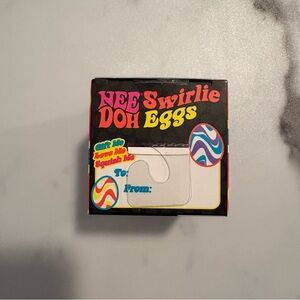 NEE Swirlie
DOH Eggs
Gift Me
Love Me
Squish Me
To:
From: